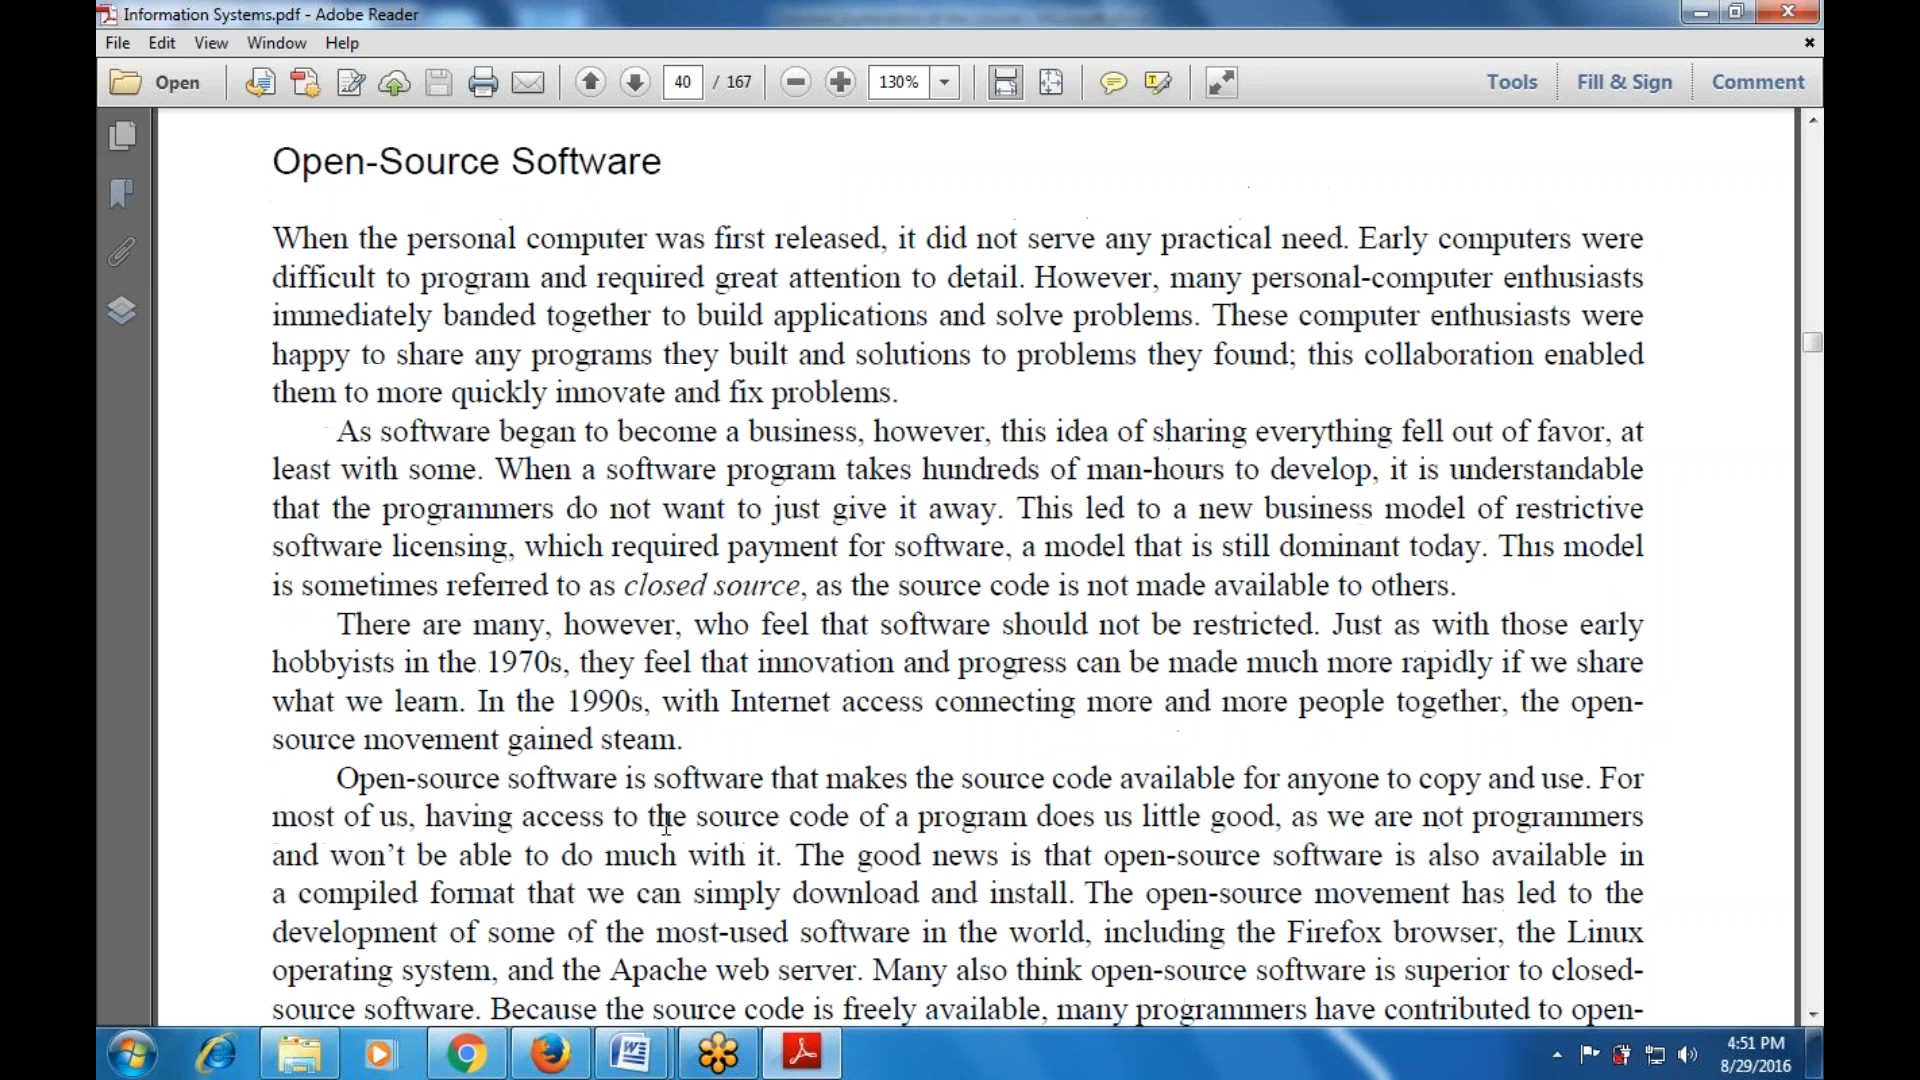 Information Systems.pdf - Adobe Reader
File Edit View Window Help
Open 40 / 167 130% Tools Fill & Sign Comment
Open-Source Software
When the personal computer was first released, it did not serve any practical need. Early computers were
difficult to program and required great attention to detail. However, many personal-computer enthusiasts
immediately banded together to build applications and solve problems. These computer enthusiasts were
happy to share any programs they built and solutions to problems they found; this collaboration enabled
them to more quickly innovate and fix problems.
As software began to become a business, however, this idea of sharing everything fell out of favor, at
least with some. When a software program takes hundreds of man-hours to develop, it is understandable
that the programmers do not want to just give it away. This led to a new business model of restrictive
software licensing, which required payment for software, a model that is still dominant today. This model
is sometimes referred to as closed source, as the source code is not made available to others.
There are many, however, who feel that software should not be restricted. Just as with those early
hobbyists in the 1970s, they feel that innovation and progress can be made much more rapidly if we share
what we learn. In the 1990s, with Internet access connecting more and more people together, the open-
source movement gained steam.
Open-source software is software that makes the source code available for anyone to copy and use. For
most of us, having access to the source code of a program does us little good, as we are not programmers
and won’t be able to do much with it. The good news is that open-source software is also available in
a compiled format that we can simply download and install. The open-source movement has led to the
development of some of the most-used software in the world, including the Firefox browser, the Linux
operating system, and the Apache web server. Many also think open-source software is superior to closed-
source software. Because the source code is freely available, many programmers have contributed to open-
4:51 PM
8/29/2016